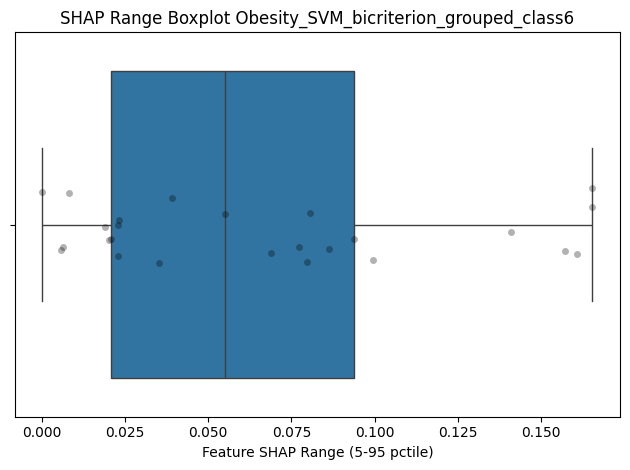 SHAP Range Boxplot Obesity_SVM_bicriterion_grouped_class6
0.000 0.025 0.050 0.075 0.100 0.125 0.150
Feature SHAP Range (5-95 pctile)